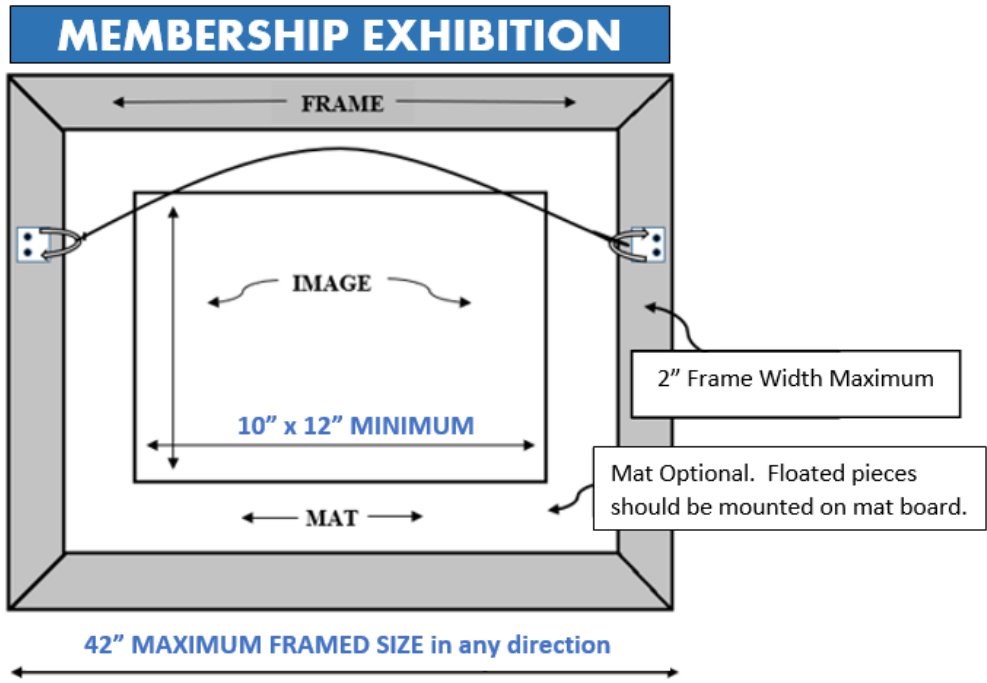 MEMBERSHIP EXHIBITION
FRAME
IMAGE
2” Frame Width Maximum
10” x 12” MINIMUM
Mat Optional.  Floated pieces
should be mounted on mat board.
MAT
42” MAXIMUM FRAMED SIZE in any direction